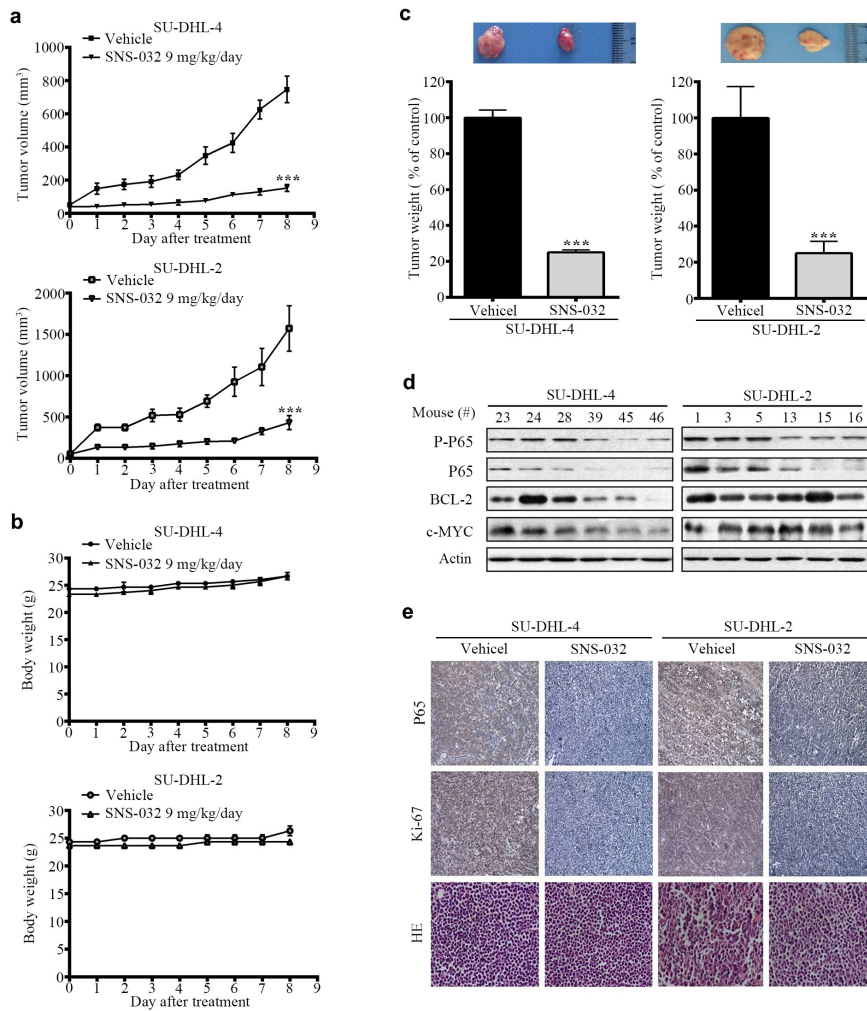 a
SU-DHL-4
Vehicle
SNS-032 9 mg/kg/day
Tumor volume (mm³)
1000
800
600
400
200
0
***
0 1 2 3 4 5 6 7 8 9
Day after treatment
SU-DHL-2
Vehicle
SNS-032 9 mg/kg/day
Tumor volume (mm³)
2000
1500
1000
500
0
***
0 1 2 3 4 5 6 7 8 9
Day after treatment
b
SU-DHL-4
Vehicle
SNS-032 9 mg/kg/day
Body weight (g)
30
25
20
15
10
5
0
0 1 2 3 4 5 6 7 8 9
Day after treatment
SU-DHL-2
Vehicle
SNS-032 9 mg/kg/day
Body weight (g)
30
25
20
15
10
5
0
0 1 2 3 4 5 6 7 8 9
Day after treatment
c
Tumor weight ( % of control)
120
100
80
60
40
20
0
***
Vehicel SNS-032
SU-DHL-4
Tumor weight ( % of control)
120
100
80
60
40
20
0
***
Vehicel SNS-032
SU-DHL-2
d
SU-DHL-4 SU-DHL-2
Mouse (#) 23 24 28 39 45 46 1 3 5 13 15 16
P-P65
P65
BCL-2
c-MYC
Actin
e
SU-DHL-4 SU-DHL-2
Vehicel SNS-032 Vehicel SNS-032
P65
Ki-67
HE